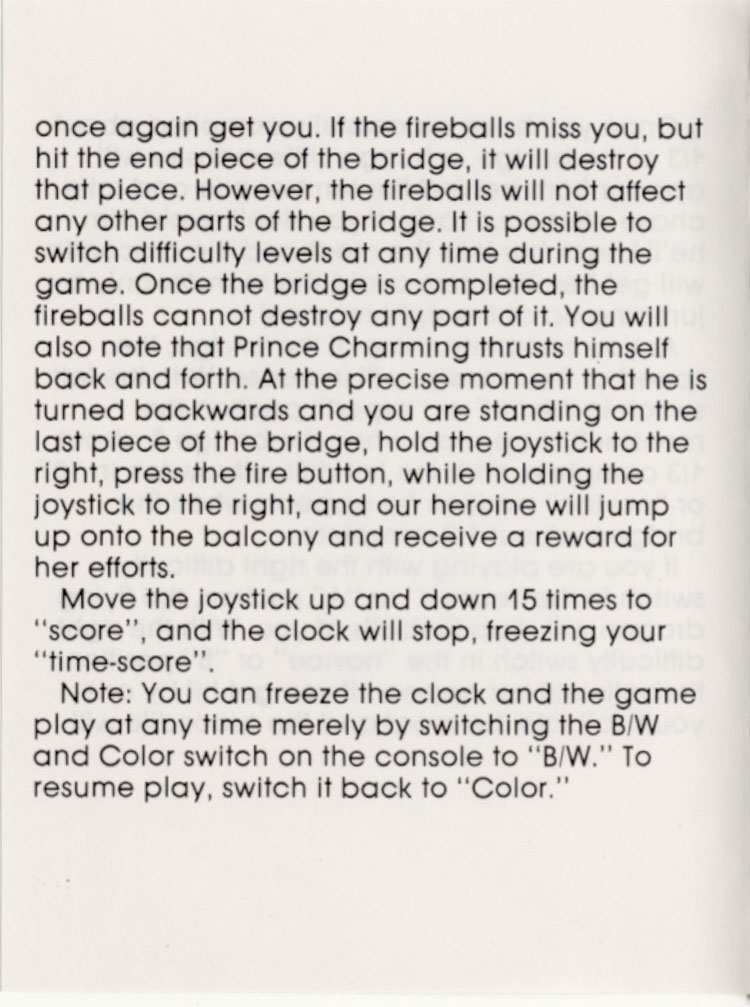 once again get you. If the fireballs miss you, but
hit the end piece of the bridge, it will destroy
that piece. However, the fireballs will not affect
any other parts of the bridge. It is possible to
switch difficulty levels at any time during the
game. Once the bridge is completed, the
fireballs cannot destroy any part of it. You will
also note that Prince Charming thrusts himself
back and forth. At the precise moment that he is
turned backwards and you are standing on the
last piece of the bridge, hold the joystick to the
right, press the fire button, while holding the
joystick to the right, and our heroine will jump
up onto the balcony and receive a reward for
her efforts.
Move the joystick up and down 15 times to
"score", and the clock will stop, freezing your
"time-score".
Note: You can freeze the clock and the game
play at any time merely by switching the B/W
and Color switch on the console to "B/W." To
resume play, switch it back to "Color."